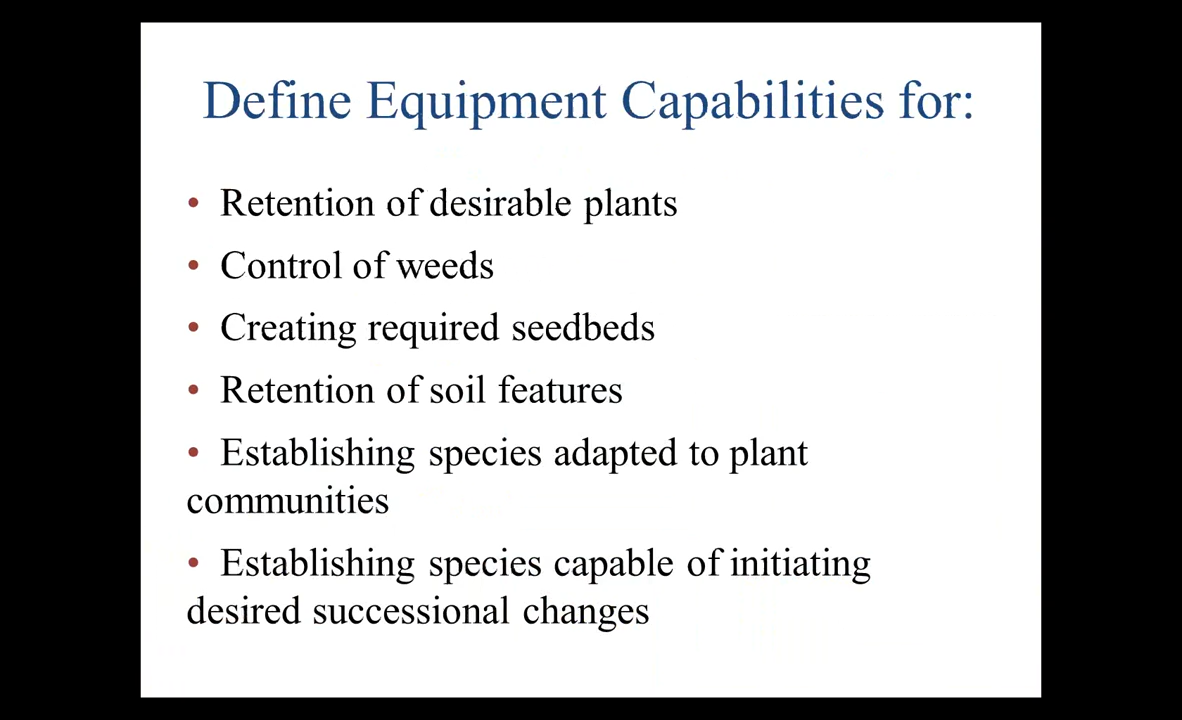 Define Equipment Capabilities for:
• Retention of desirable plants
• Control of weeds
• Creating required seedbeds
• Retention of soil features
• Establishing species adapted to plant
communities
• Establishing species capable of initiating
desired successional changes